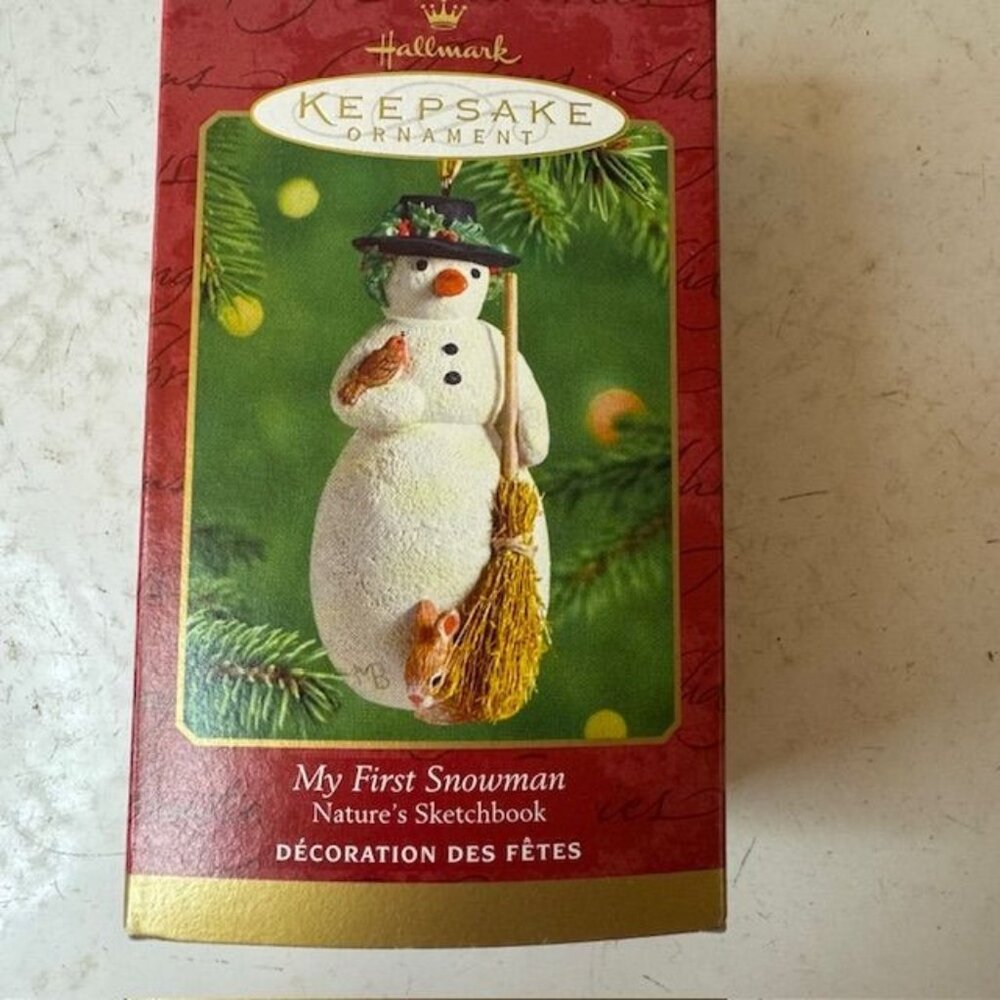 Hallmark
KEEPSAKE
ORNAMENT
MB
My First Snowman
Nature's Sketchbook
DÉCORATION DES FÊTES